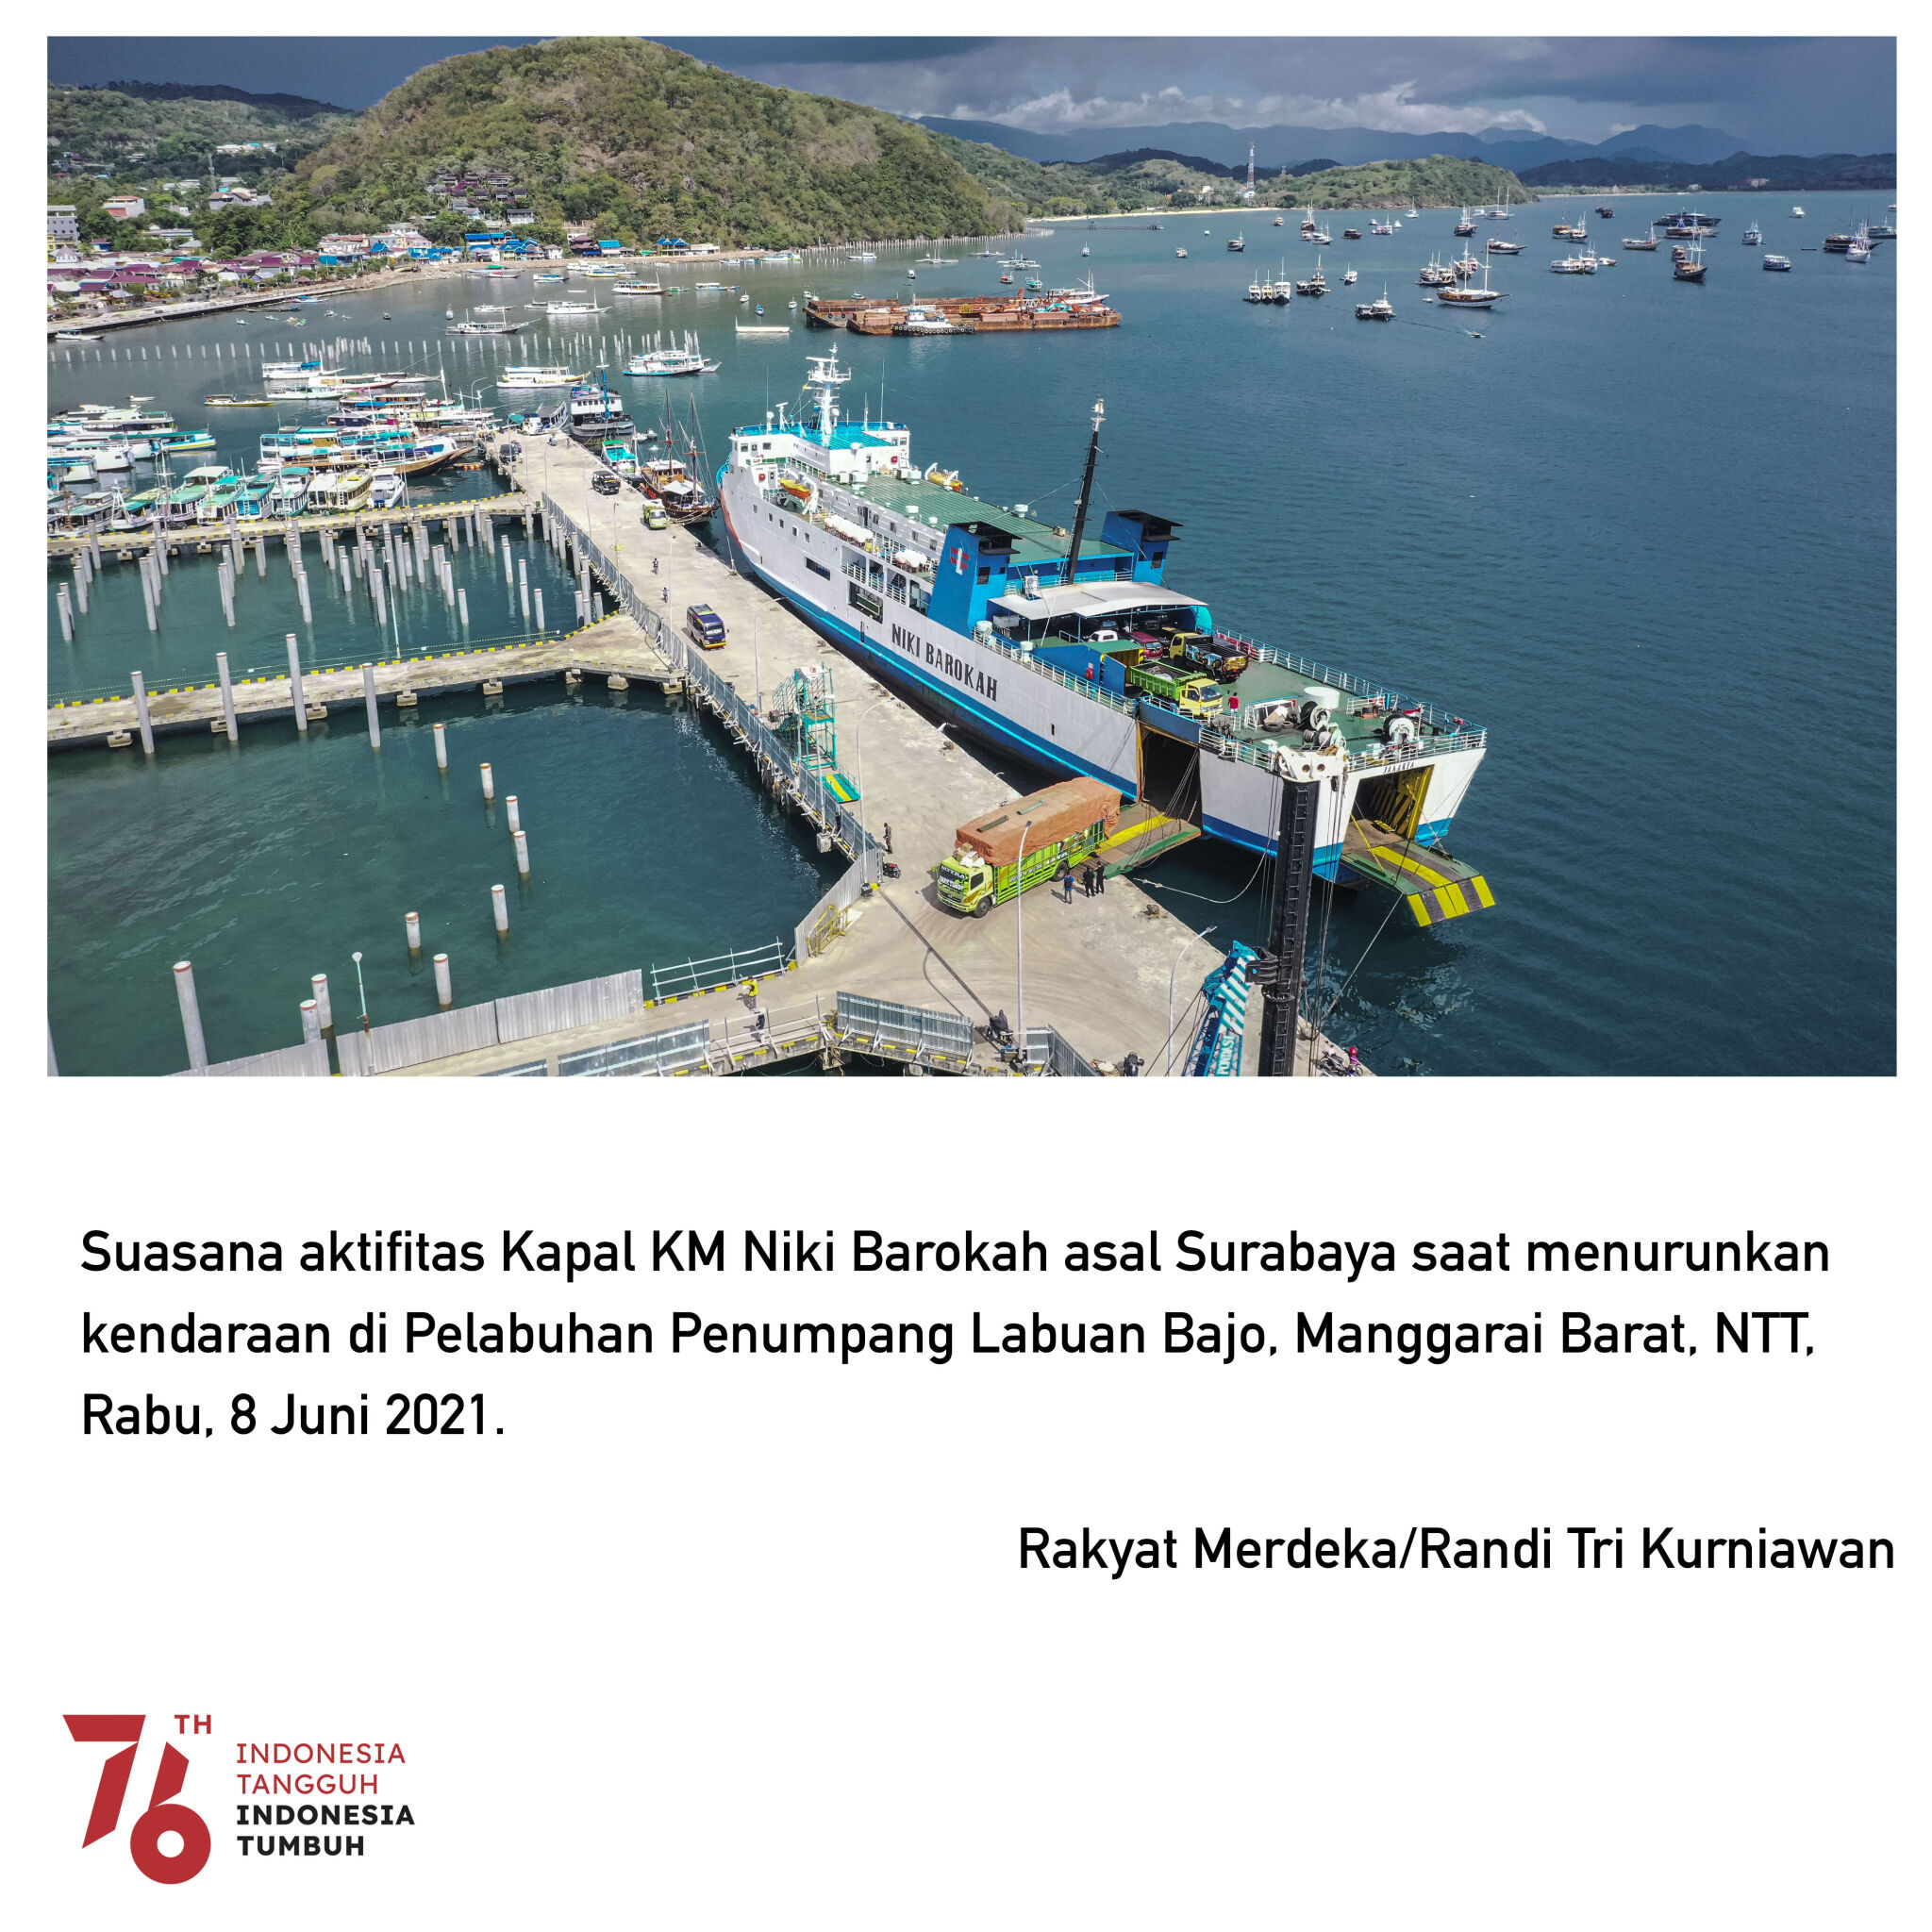 NIKI BAROKAH
Suasana aktifitas Kapal KM Niki Barokah asal Surabaya saat menurunkan
kendaraan di Pelabuhan Penumpang Labuan Bajo, Manggarai Barat, NTT,
Rabu, 8 Juni 2021.
Rakyat Merdeka/Randi Tri Kurniawan
76TH
INDONESIA
TANGGUH
INDONESIA
TUMBUH